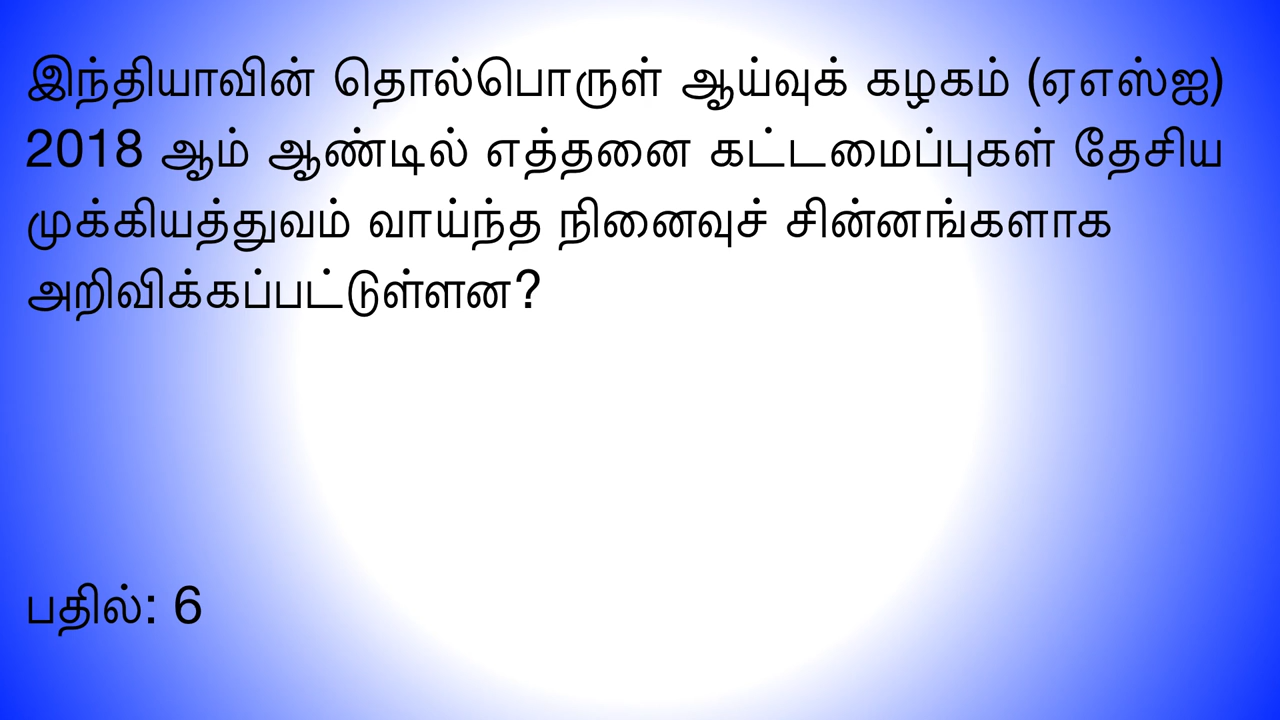 இந்தியாவின் தொல்பொருள் ஆய்வுக் கழகம் (ஏஎஸ்ஐ)
2018 ஆம் ஆண்டில் எத்தனை கட்டமைப்புகள் தேசிய
முக்கியத்துவம் வாய்ந்த நினைவுச் சின்னங்களாக
அறிவிக்கப்பட்டுள்ளன?
பதில்: 6